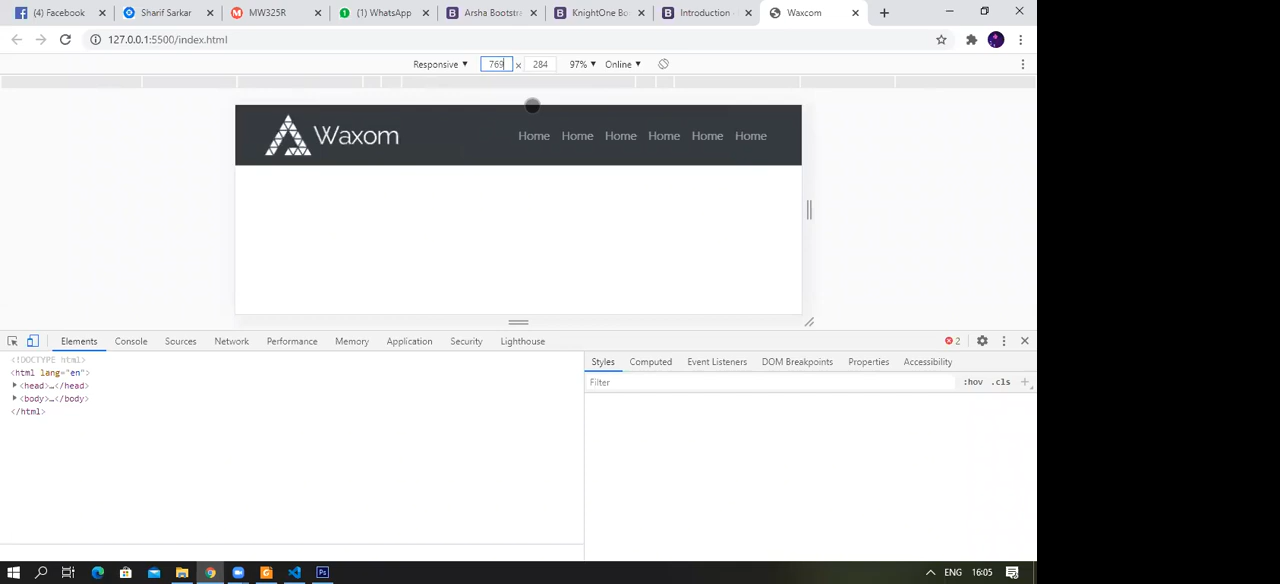 (4) Facebook
Sharif Sarkar
MW325R
(1) WhatsApp
Arsha Bootstra
KnightOne Bo
Introduction
Waxcom
127.0.0.1:5500/index.html
Responsive 769 × 284 97% Online
Waxom
Home Home Home Home Home Home
Elements Console Sources Network Performance Memory Application Security Lighthouse 2
<!DOCTYPE html>
<html lang="en">
<head>…</head>
<body>…</body>
</html>
Styles Computed Event Listeners DOM Breakpoints Properties Accessibility
Filter :hov .cls
ENG 16:05